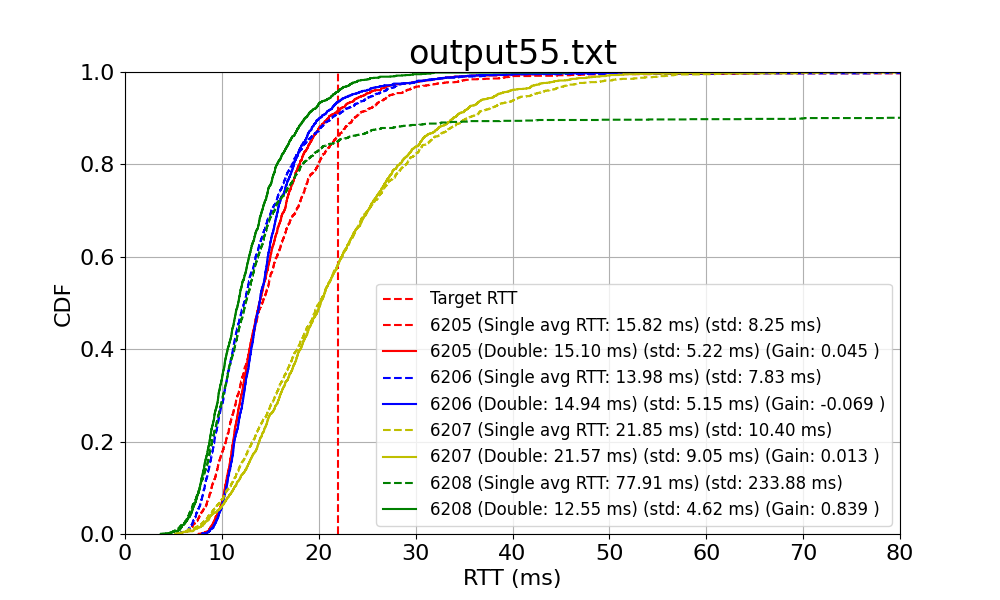 output55.txt
1.0
0.8
0.6
0.4
0.2
0.0
CDF
Target RTT
6205 (Single avg RTT: 15.82 ms) (std: 8.25 ms)
6205 (Double: 15.10 ms) (std: 5.22 ms) (Gain: 0.045 )
6206 (Single avg RTT: 13.98 ms) (std: 7.83 ms)
6206 (Double: 14.94 ms) (std: 5.15 ms) (Gain: -0.069 )
6207 (Single avg RTT: 21.85 ms) (std: 10.40 ms)
6207 (Double: 21.57 ms) (std: 9.05 ms) (Gain: 0.013 )
6208 (Single avg RTT: 77.91 ms) (std: 233.88 ms)
6208 (Double: 12.55 ms) (std: 4.62 ms) (Gain: 0.839 )
0 10 20 30 40 50 60 70 80
RTT (ms)